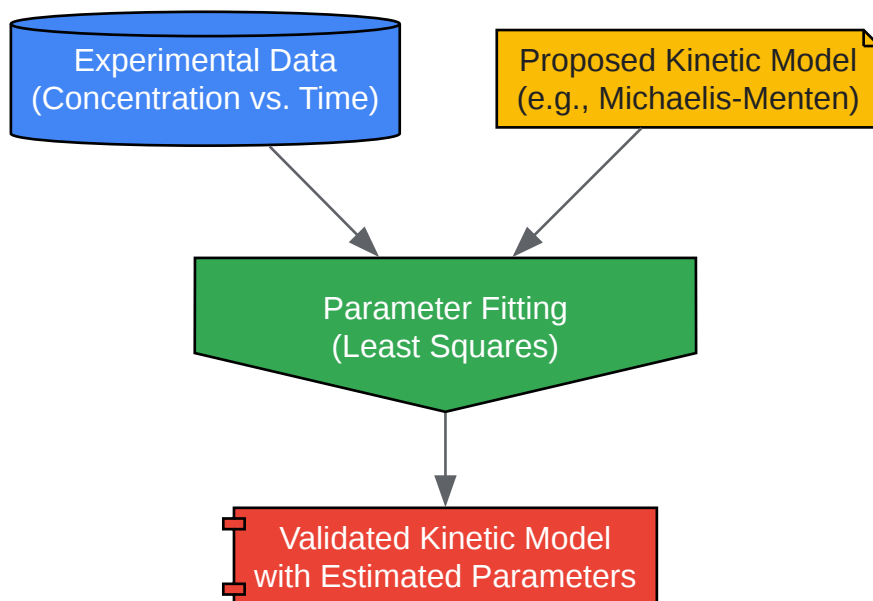 Experimental Data
(Concentration vs. Time)
Proposed Kinetic Model
(e.g., Michaelis-Menten)
Parameter Fitting
(Least Squares)
Validated Kinetic Model
with Estimated Parameters